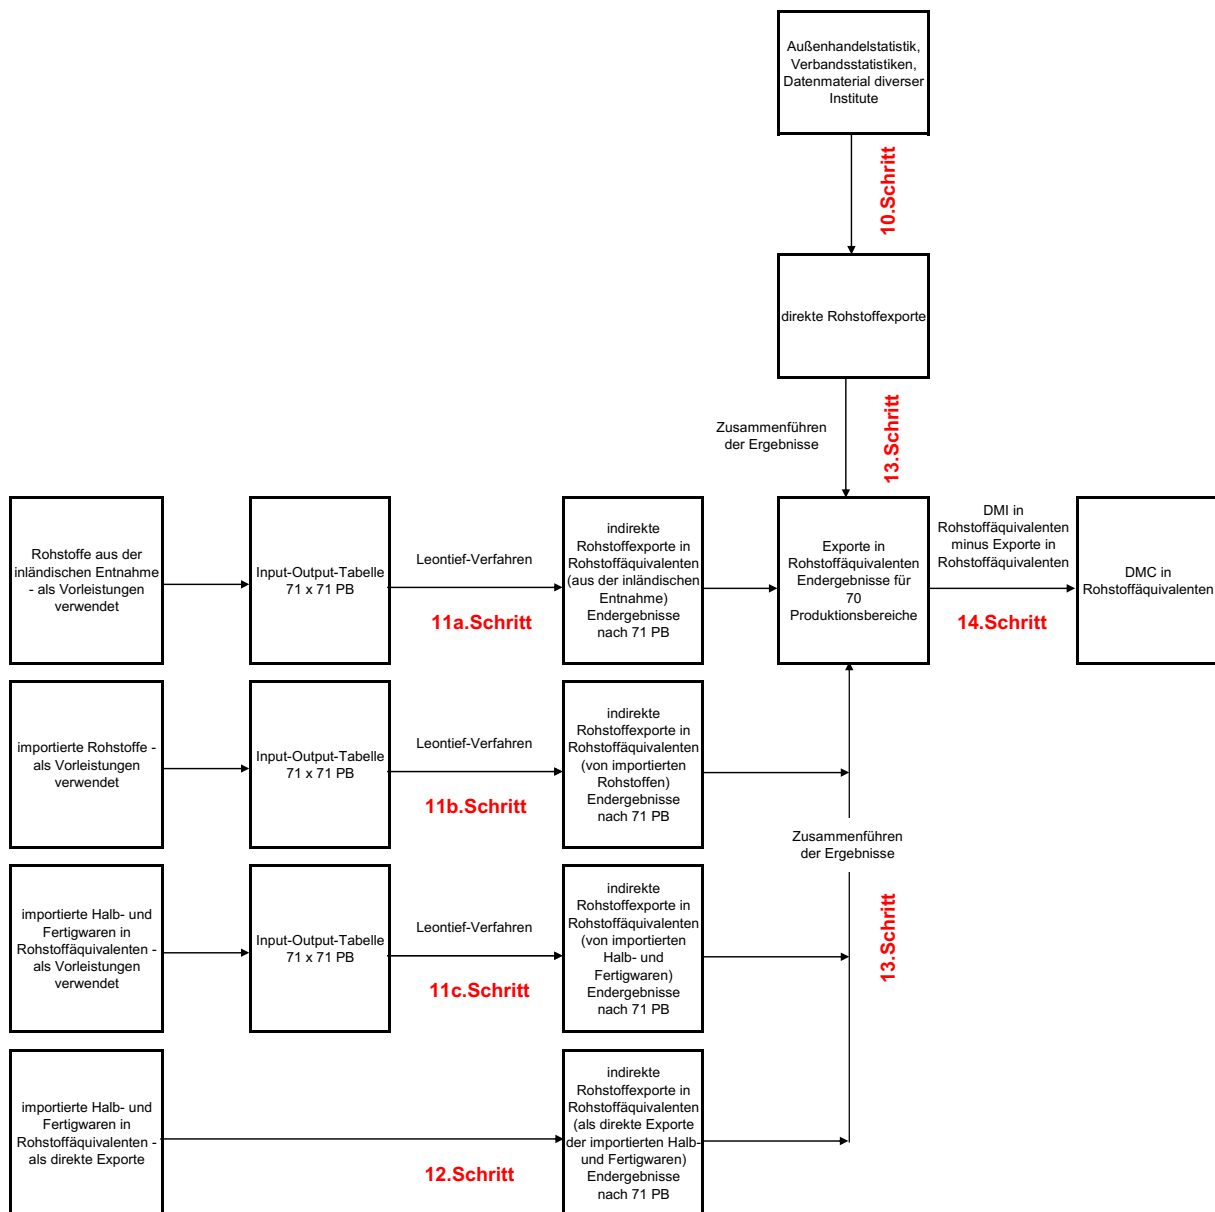 Außenhandelstatistik,
Verbandsstatistiken,
Datenmaterial diverser
Institute
10.Schritt
direkte Rohstoffexporte
Zusammenführen
der Ergebnisse
13.Schritt
Rohstoffe aus der
inländischen Entnahme
- als Vorleistungen
verwendet
Input-Output-Tabelle
71 x 71 PB
Leontief-Verfahren
11a.Schritt
indirekte
Rohstoffexporte in
Rohstoffäquivalenten
(aus der inländischen
Entnahme)
Endergebnisse
nach 71 PB
Exporte in
Rohstoffäquivalenten
Endergebnisse für
70
Produktionsbereiche
DMI in
Rohstoffäquivalenten
minus Exporte in
Rohstoffäquivalenten
14.Schritt
DMC in
Rohstoffäquivalenten
importierte Rohstoffe -
als Vorleistungen
verwendet
Input-Output-Tabelle
71 x 71 PB
Leontief-Verfahren
11b.Schritt
indirekte
Rohstoffexporte in
Rohstoffäquivalenten
(von importierten
Rohstoffen)
Endergebnisse
nach 71 PB
Zusammenführen
der Ergebnisse
13.Schritt
importierte Halb- und
Fertigwaren in
Rohstoffäquivalenten -
als Vorleistungen
verwendet
Input-Output-Tabelle
71 x 71 PB
Leontief-Verfahren
11c.Schritt
indirekte
Rohstoffexporte in
Rohstoffäquivalenten
(von importierten
Halb- und
Fertigwaren)
Endergebnisse
nach 71 PB
importierte Halb- und
Fertigwaren in
Rohstoffäquivalenten -
als direkte Exporte
12.Schritt
indirekte
Rohstoffexporte in
Rohstoffäquivalenten
(als direkte Exporte
der importierten Halb-
und Fertigwaren)
Endergebnisse
nach 71 PB